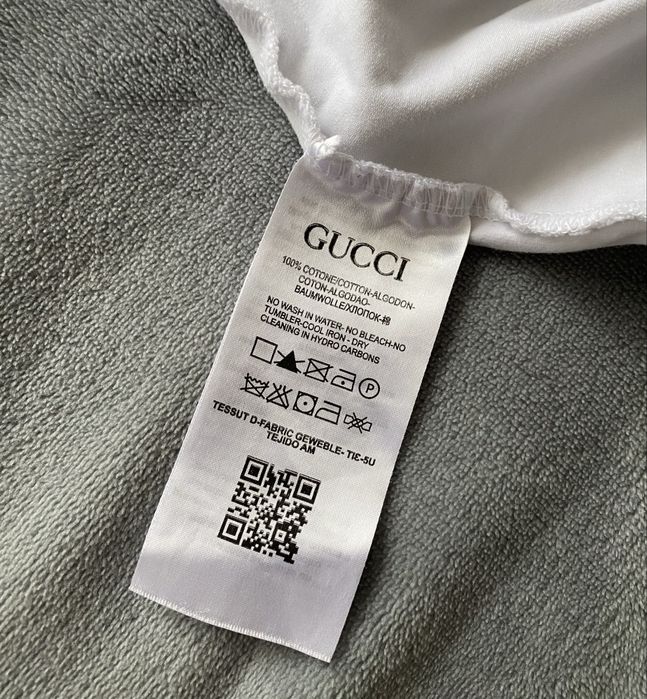 GUCCI
100% COTONE/COTTON-ALGODON-
COTON-ALGODAO-
BAUMWOLLE/ХЛОПОК-棉
NO WASH IN WATER- NO BLEACH-NO
TUMBLER-COOL IRON - DRY
CLEANING IN HYDRO CARBONS
P
TESSUT D-FABRIC GEWEBLE- TIE-5U
TEJIDO AM